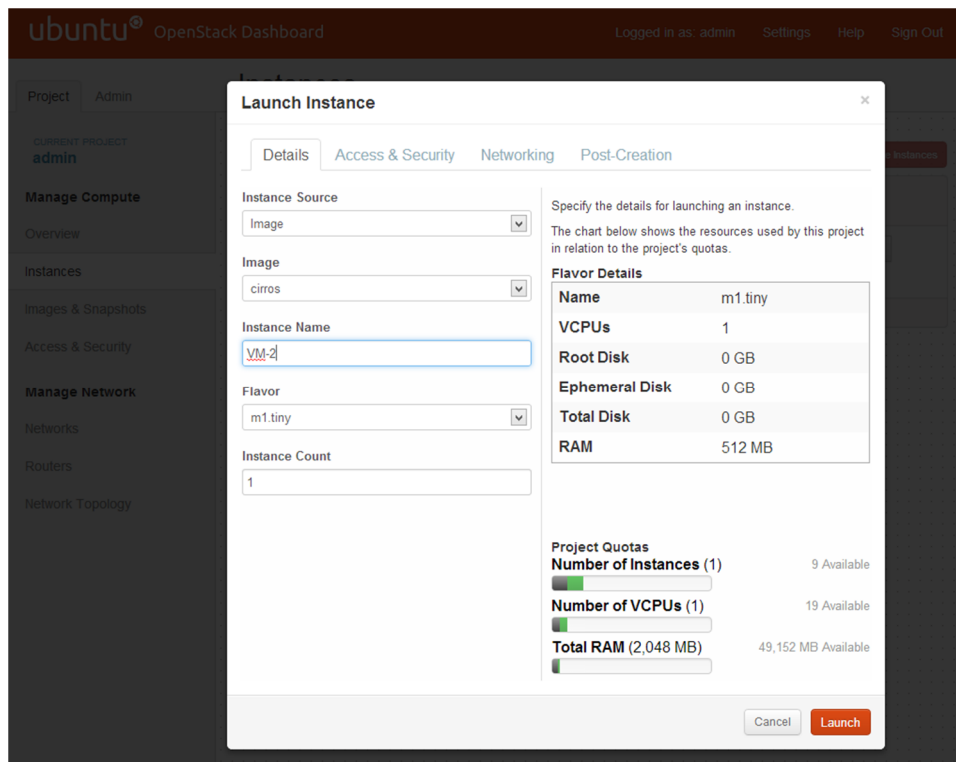 ubuntu® OpenStack Dashboard
Logged in as: admin Settings Help Sign Out
Instances
Project Admin
CURRENT PROJECT
admin
Manage Compute
Overview
Instances
Images & Snapshots
Access & Security
Manage Network
Networks
Routers
Network Topology
Instances
Launch Instance ×
Details Access & Security Networking Post-Creation
Instance Source
Image
Image
cirros
Instance Name
VM-2
Flavor
m1.tiny
Instance Count
1
Specify the details for launching an instance.
The chart below shows the resources used by this project
in relation to the project's quotas.
Flavor Details
Name m1.tiny
VCPUs 1
Root Disk 0 GB
Ephemeral Disk 0 GB
Total Disk 0 GB
RAM 512 MB
Project Quotas
Number of Instances (1) 9 Available
Number of VCPUs (1) 19 Available
Total RAM (2,048 MB) 49,152 MB Available
Cancel Launch